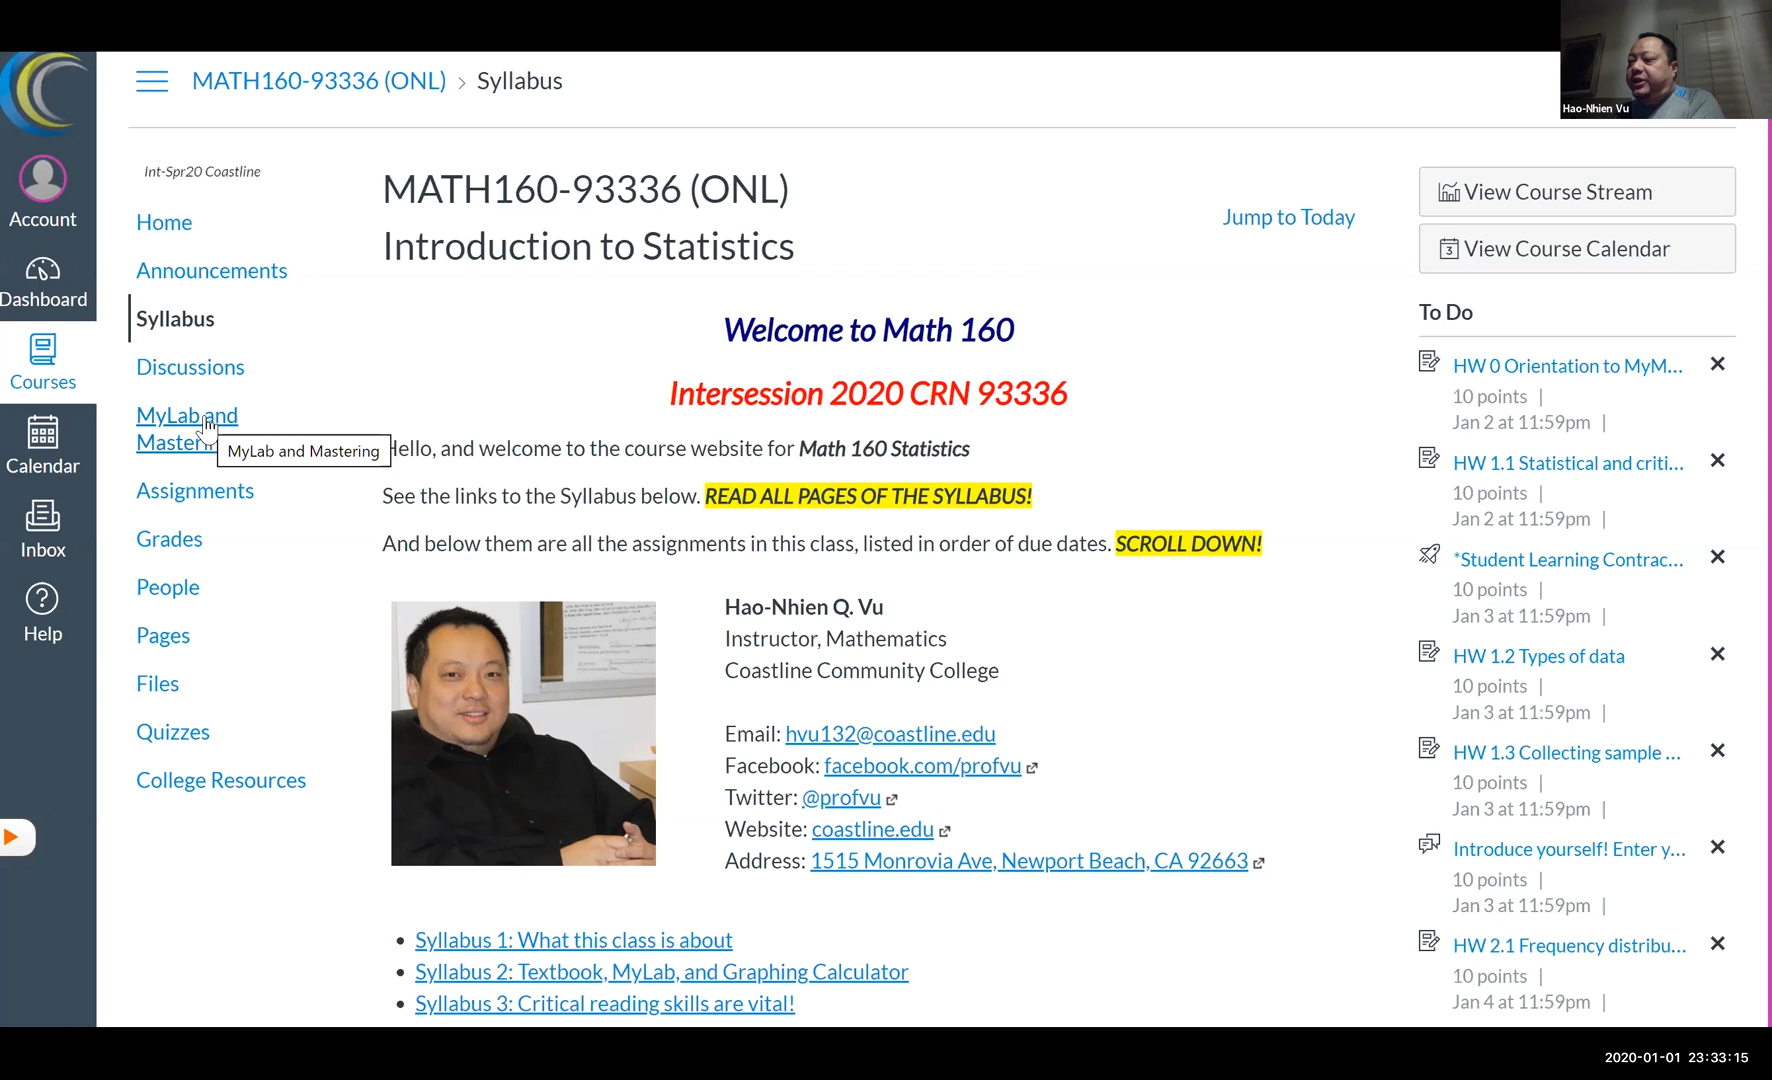 MATH160-93336 (ONL) › Syllabus
Hao-Nhien Vu
Account
Dashboard
Courses
Calendar
Inbox
Help
Int-Spr20 Coastline
Home
Announcements
Syllabus
Discussions
MyLab and
Masteri
MyLab and Mastering
Assignments
Grades
People
Pages
Files
Quizzes
College Resources
MATH160-93336 (ONL)
Introduction to Statistics
Jump to Today
Welcome to Math 160
Intersession 2020 CRN 93336
Hello, and welcome to the course website for Math 160 Statistics
See the links to the Syllabus below. READ ALL PAGES OF THE SYLLABUS!
And below them are all the assignments in this class, listed in order of due dates. SCROLL DOWN!
Hao-Nhien Q. Vu
Instructor, Mathematics
Coastline Community College
Email: hvu132@coastline.edu
Facebook: facebook.com/profvu
Twitter: @profvu
Website: coastline.edu
Address: 1515 Monrovia Ave, Newport Beach, CA 92663
• Syllabus 1: What this class is about
• Syllabus 2: Textbook, MyLab, and Graphing Calculator
• Syllabus 3: Critical reading skills are vital!
View Course Stream
3 View Course Calendar
To Do
HW 0 Orientation to MyM...
10 points |
Jan 2 at 11:59pm |
HW 1.1 Statistical and criti...
10 points |
Jan 2 at 11:59pm |
*Student Learning Contrac...
10 points |
Jan 3 at 11:59pm |
HW 1.2 Types of data
10 points |
Jan 3 at 11:59pm |
HW 1.3 Collecting sample ...
10 points |
Jan 3 at 11:59pm |
Introduce yourself! Enter y...
10 points |
Jan 3 at 11:59pm |
HW 2.1 Frequency distribu...
10 points |
Jan 4 at 11:59pm |
2020-01-01 23:33:15